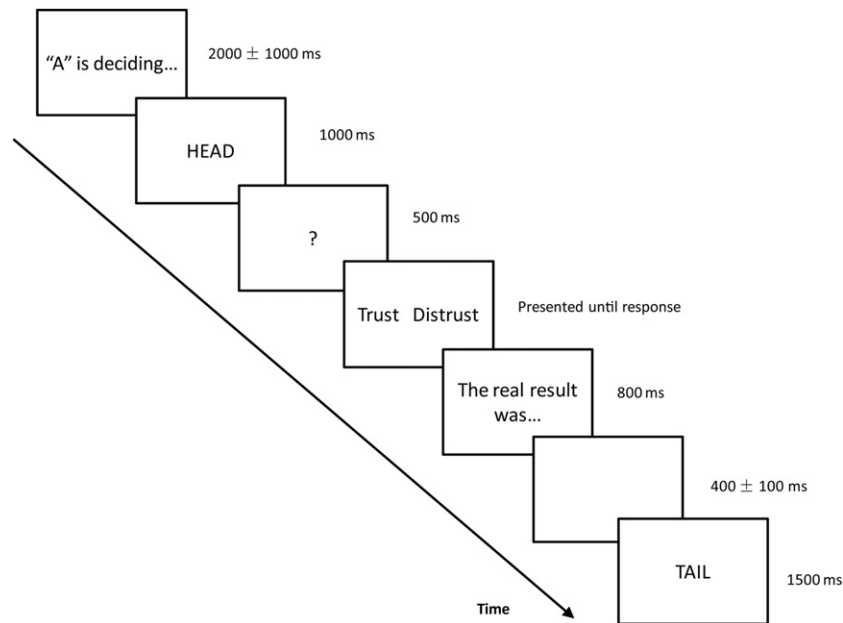 “A” is deciding…
2000 ± 1000 ms
HEAD
1000 ms
?
500 ms
Trust Distrust
Presented until response
The real result
was…
800 ms
400 ± 100 ms
TAIL
1500 ms
Time